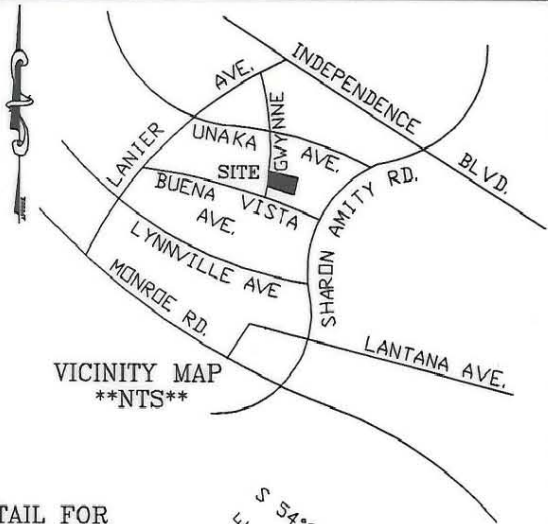 INDEPENDENCE BLVD.
LANIER AVE.
GWYNNE
UNAKA AVE.
SITE
BUENA VISTA AVE.
SHARON AMITY RD.
LYNNVILLE AVE
MONROE RD.
LANTANA AVE.
VICINITY MAP
**NTS**
S 54°
TAIL FOR